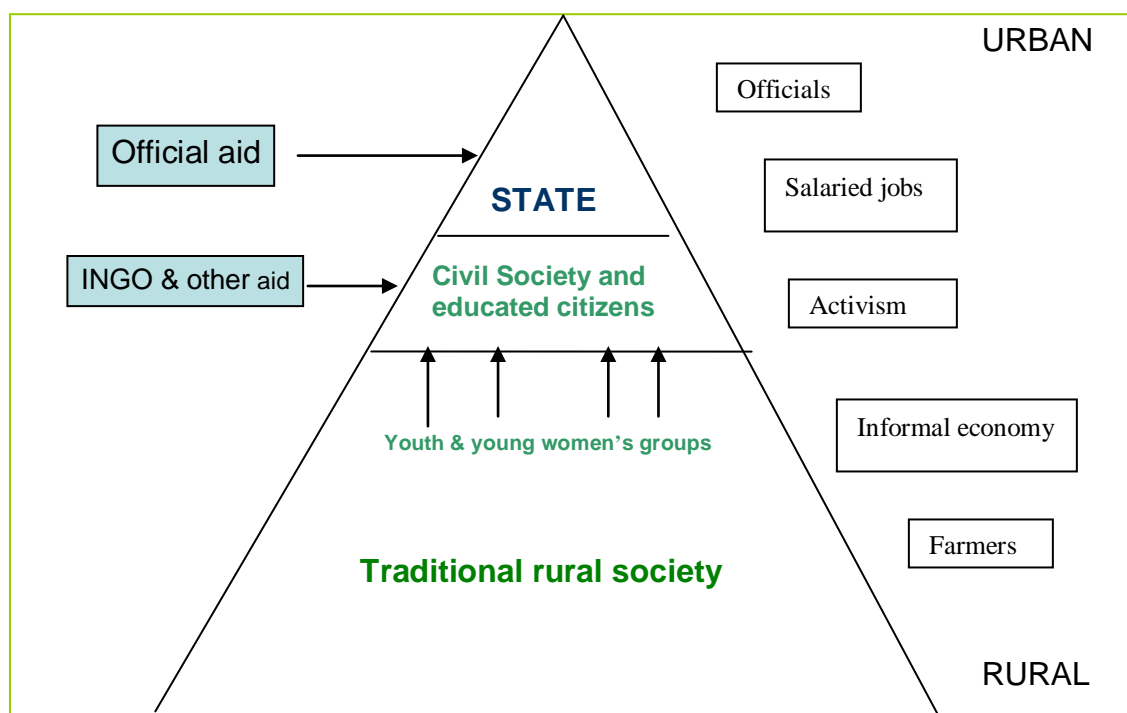 URBAN
Officials
Official aid
Salaried jobs
STATE
INGO & other aid
Civil Society and
educated citizens
Activism
Informal economy
Youth & young women's groups
Farmers
Traditional rural society
RURAL